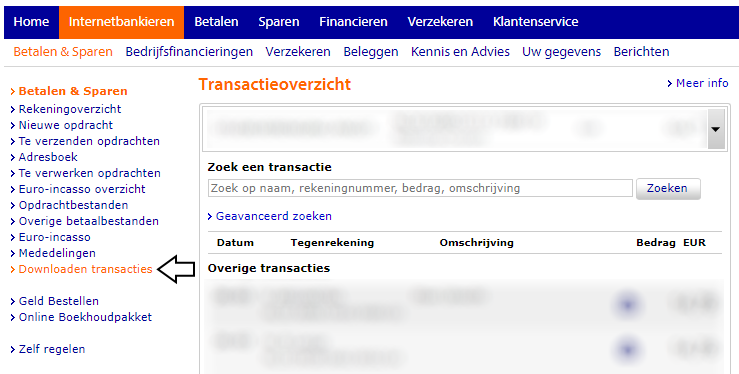 Home Internetbankieren Betalen Sparen Financieren Verzekeren Klantenservice
Betalen & Sparen Bedrijfsfinancieringen Verzekeren Beleggen Kennis en Advies Uw gegevens Berichten
Betalen & Sparen
Rekeningoverzicht
Nieuwe opdracht
Te verzenden opdrachten
Adresboek
Te verwerken opdrachten
Euro-incasso overzicht
Opdrachtbestanden
Overige betaalbestanden
Euro-incasso
Mededelingen
Downloaden transacties
Geld Bestellen
Online Boekhoudpakket
Zelf regelen
Transactieoverzicht
Meer info
Zoek een transactie
Zoek op naam, rekeningnummer, bedrag, omschrijving Zoeken
Geavanceerd zoeken
Datum Tegenrekening Omschrijving Bedrag EUR
Overige transacties